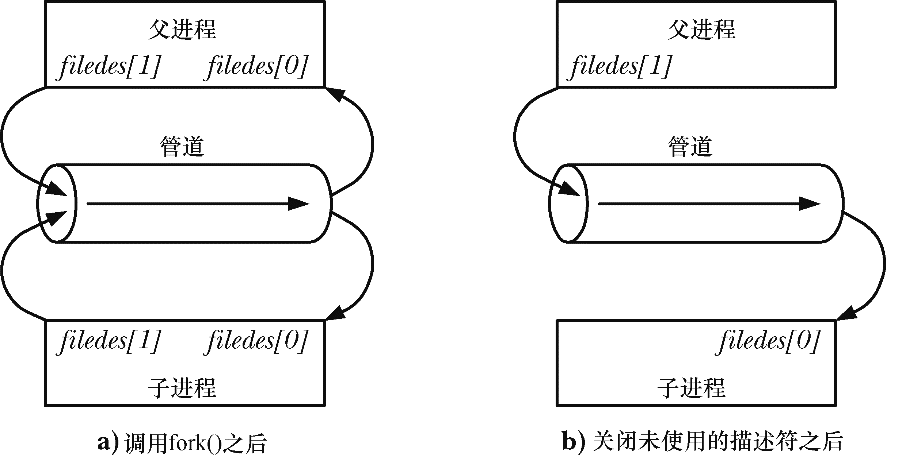 父进程
filedes[1] filedes[0]
管道
filedes[1] filedes[0]
子进程
a) 调用fork()之后
父进程
filedes[1]
管道
filedes[0]
子进程
b) 关闭未使用的描述符之后